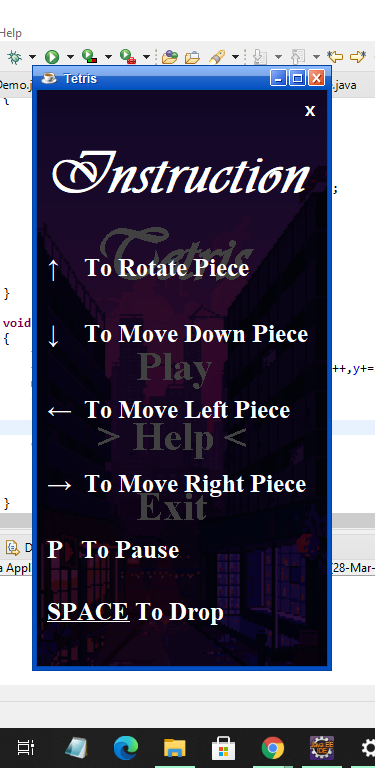 Help
Demo.j
.java
Tetris
{
X
Instruction
;
Tetris
↑ To Rotate Piece
}
void
{
↓ To Move Down Piece
Play
++,y+=
← To Move Left Piece
> Help <
→ To Move Right Piece
Exit
}
P To Pause
D
a Appl
(28-Mar-
SPACE To Drop